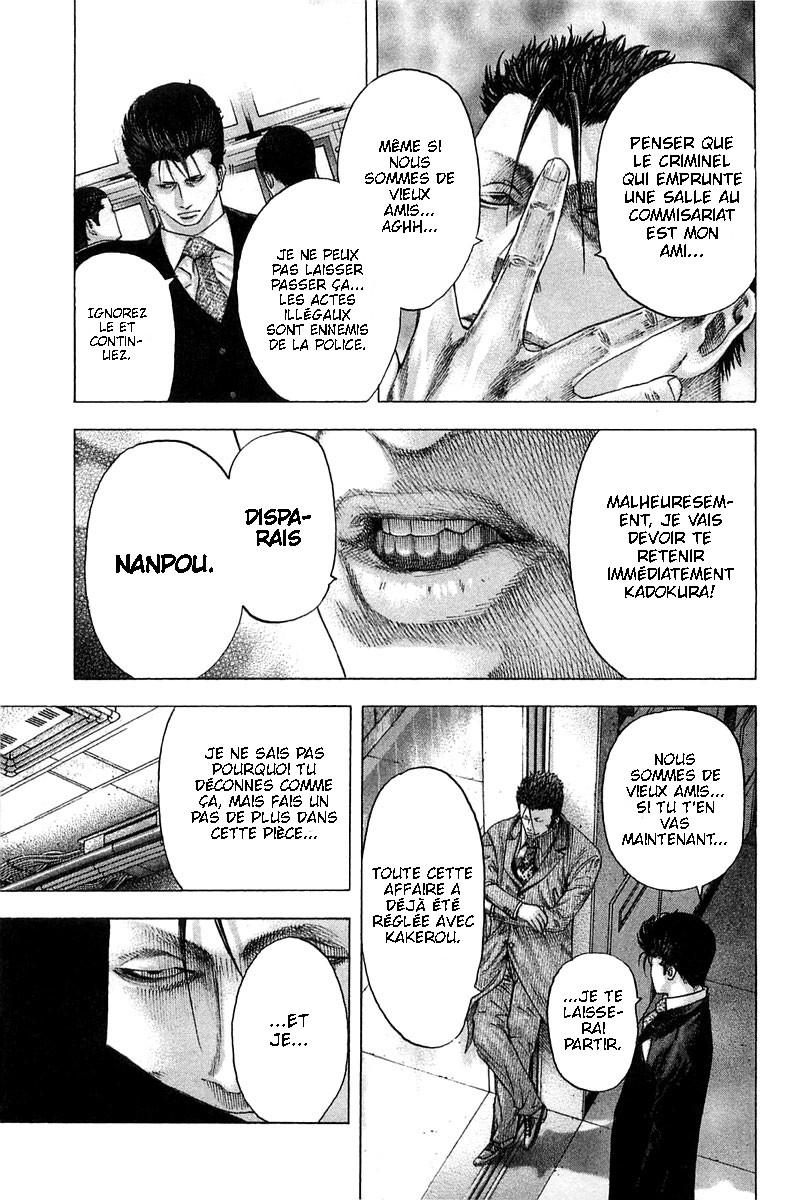 PENSER QUE
LE CRIMINEL
QUI EMPRUNTE
UNE SALLE AU
COMMISARIAT
EST MON
AMI...
MÊME SI
NOUS
SOMMES DE
VIEUX
AMIS...
AGHH...
JE NE PEUX
PAS LAISSER
PASSER ÇA...
LES ACTES
ILLÉGAUX
SONT ENNEMIS
DE LA POLICE.
IGNOREZ
LE ET
CONTIN-
UEZ.
MALHEURESEM-
ENT, JE VAIS
DEVOIR TE
RETENIR
IMMÉDIATEMENT
KADOKURA!
DISPA-
RAIS
NANPOU.
NOUS
SOMMES DE
VIEUX AMIS...
SI TU T'EN
VAS
MAINTENANT...
...JE TE
LAISSE-
RAI
PARTIR.
TOUTE CETTE
AFFAIRE A
DÉJÀ ÉTÉ
RÉGLÉE AVEC
KAKEROU.
JE NE SAIS PAS
POURQUOI TU
DÉCONNES COMME
ÇA, MAIS FAIS UN
PAS DE PLUS DANS
CETTE PIÈCE...
...ET
JE...